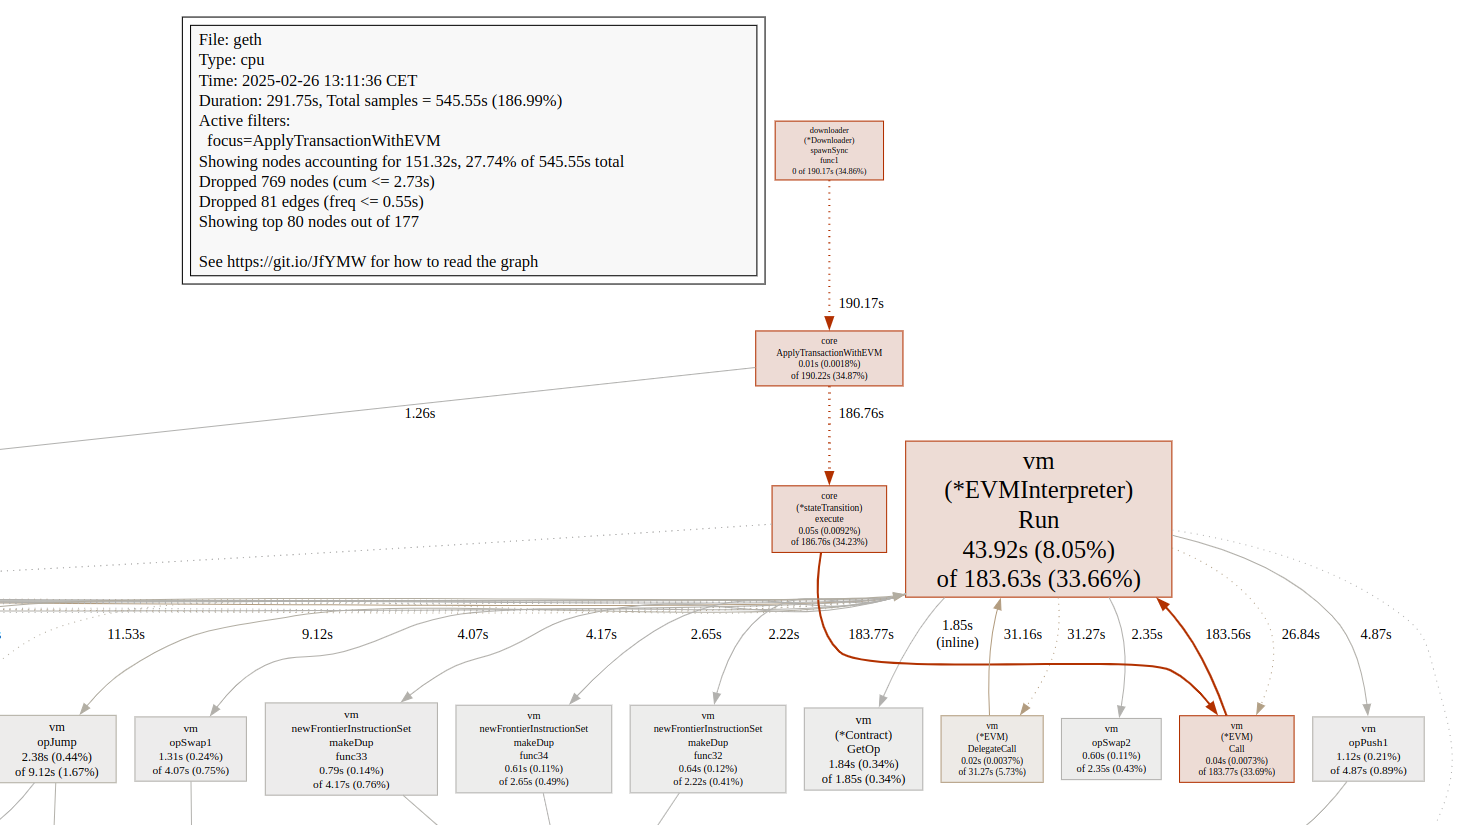 File: geth
Type: cpu
Time: 2025-02-26 13:11:36 CET
Duration: 291.75s, Total samples = 545.55s (186.99%)
Active filters:
focus=ApplyTransactionWithEVM
Showing nodes accounting for 151.32s, 27.74% of 545.55s total
Dropped 769 nodes (cum <= 2.73s)
Dropped 81 edges (freq <= 0.55s)
Showing top 80 nodes out of 177
See https://git.io/JfYMW for how to read the graph
downloader
(*Downloader)
spawnSync
func1
0 of 190.17s (34.86%)
190.17s
core
ApplyTransactionWithEVM
0.01s (0.0018%)
of 190.22s (34.87%)
1.26s
186.76s
core
(*stateTransition)
execute
0.05s (0.0092%)
of 186.76s (34.23%)
vm
(*EVMInterpreter)
Run
43.92s (8.05%)
of 183.63s (33.66%)
11.53s
9.12s
4.07s
4.17s
2.65s
2.22s
183.77s
1.85s
(inline)
31.16s
31.27s
2.35s
183.56s
26.84s
4.87s
vm
opJump
2.38s (0.44%)
of 9.12s (1.67%)
vm
opSwap1
1.31s (0.24%)
of 4.07s (0.75%)
vm
newFrontierInstructionSet
makeDup
func33
0.79s (0.14%)
of 4.17s (0.76%)
vm
newFrontierInstructionSet
makeDup
func34
0.61s (0.11%)
of 2.65s (0.49%)
vm
newFrontierInstructionSet
makeDup
func32
0.64s (0.12%)
of 2.22s (0.41%)
vm
(*Contract)
GetOp
1.84s (0.34%)
of 1.85s (0.34%)
vm
(*EVM)
DelegateCall
0.02s (0.0037%)
of 31.27s (5.73%)
vm
opSwap2
0.60s (0.11%)
of 2.35s (0.43%)
vm
(*EVM)
Call
0.04s (0.0073%)
of 183.77s (33.69%)
vm
opPush1
1.12s (0.21%)
of 4.87s (0.89%)